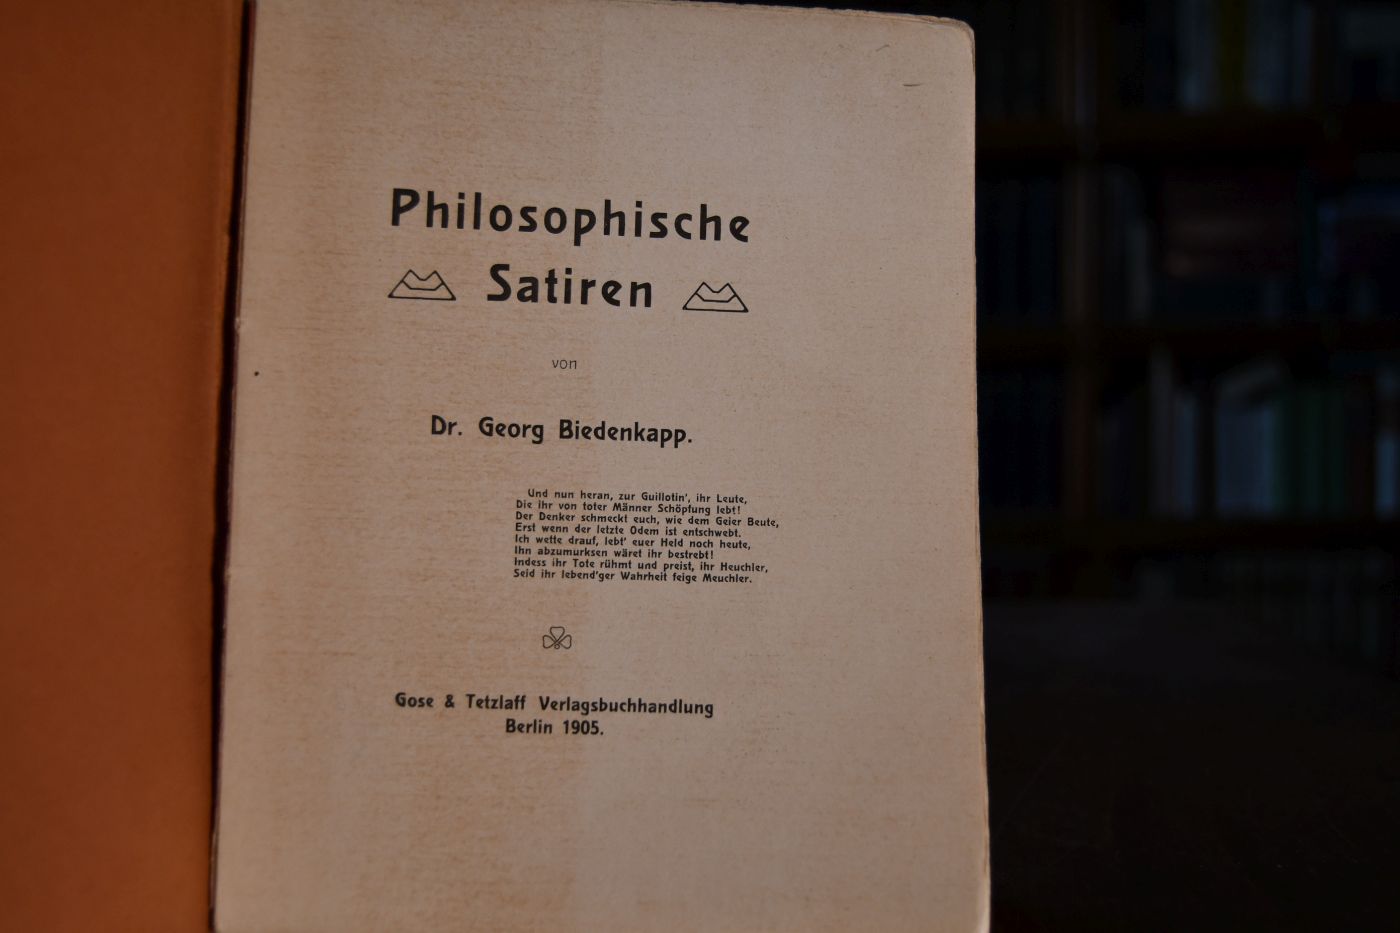 Philosophische
Satiren
von
Dr. Georg Biedenkapp.
Und nun heran, zur Guillotin', ihr Leute,
Die ihr von toter Männer Schöpfung lebt!
Der Denker schmeckt euch, wie dem Geier Beute,
Erst wenn der letzte Odem ist entschwebt.
Ich wette drauf, lebt' euer Held noch heute,
Ihn abzumurksen wäret ihr bestrebt!
Indess ihr Tote rühmt und preist, ihr Heuchler,
Seid ihr lebend'ger Wahrheit feige Meuchler.
Gose & Tetzlaff Verlagsbuchhandlung
Berlin 1905.